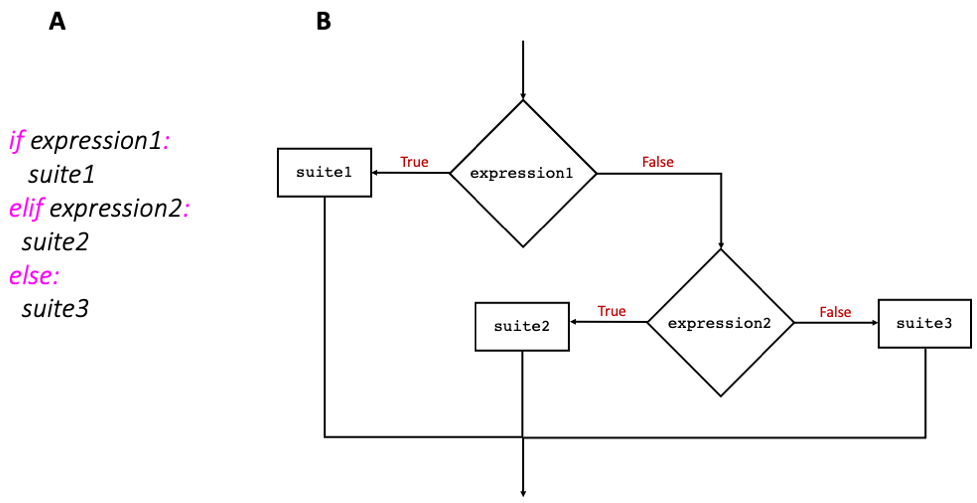 A
B
if expression1:
suite1
elif expression2:
suite2
else:
suite3
expression1
True
False
suite1
expression2
True
False
suite2
suite3